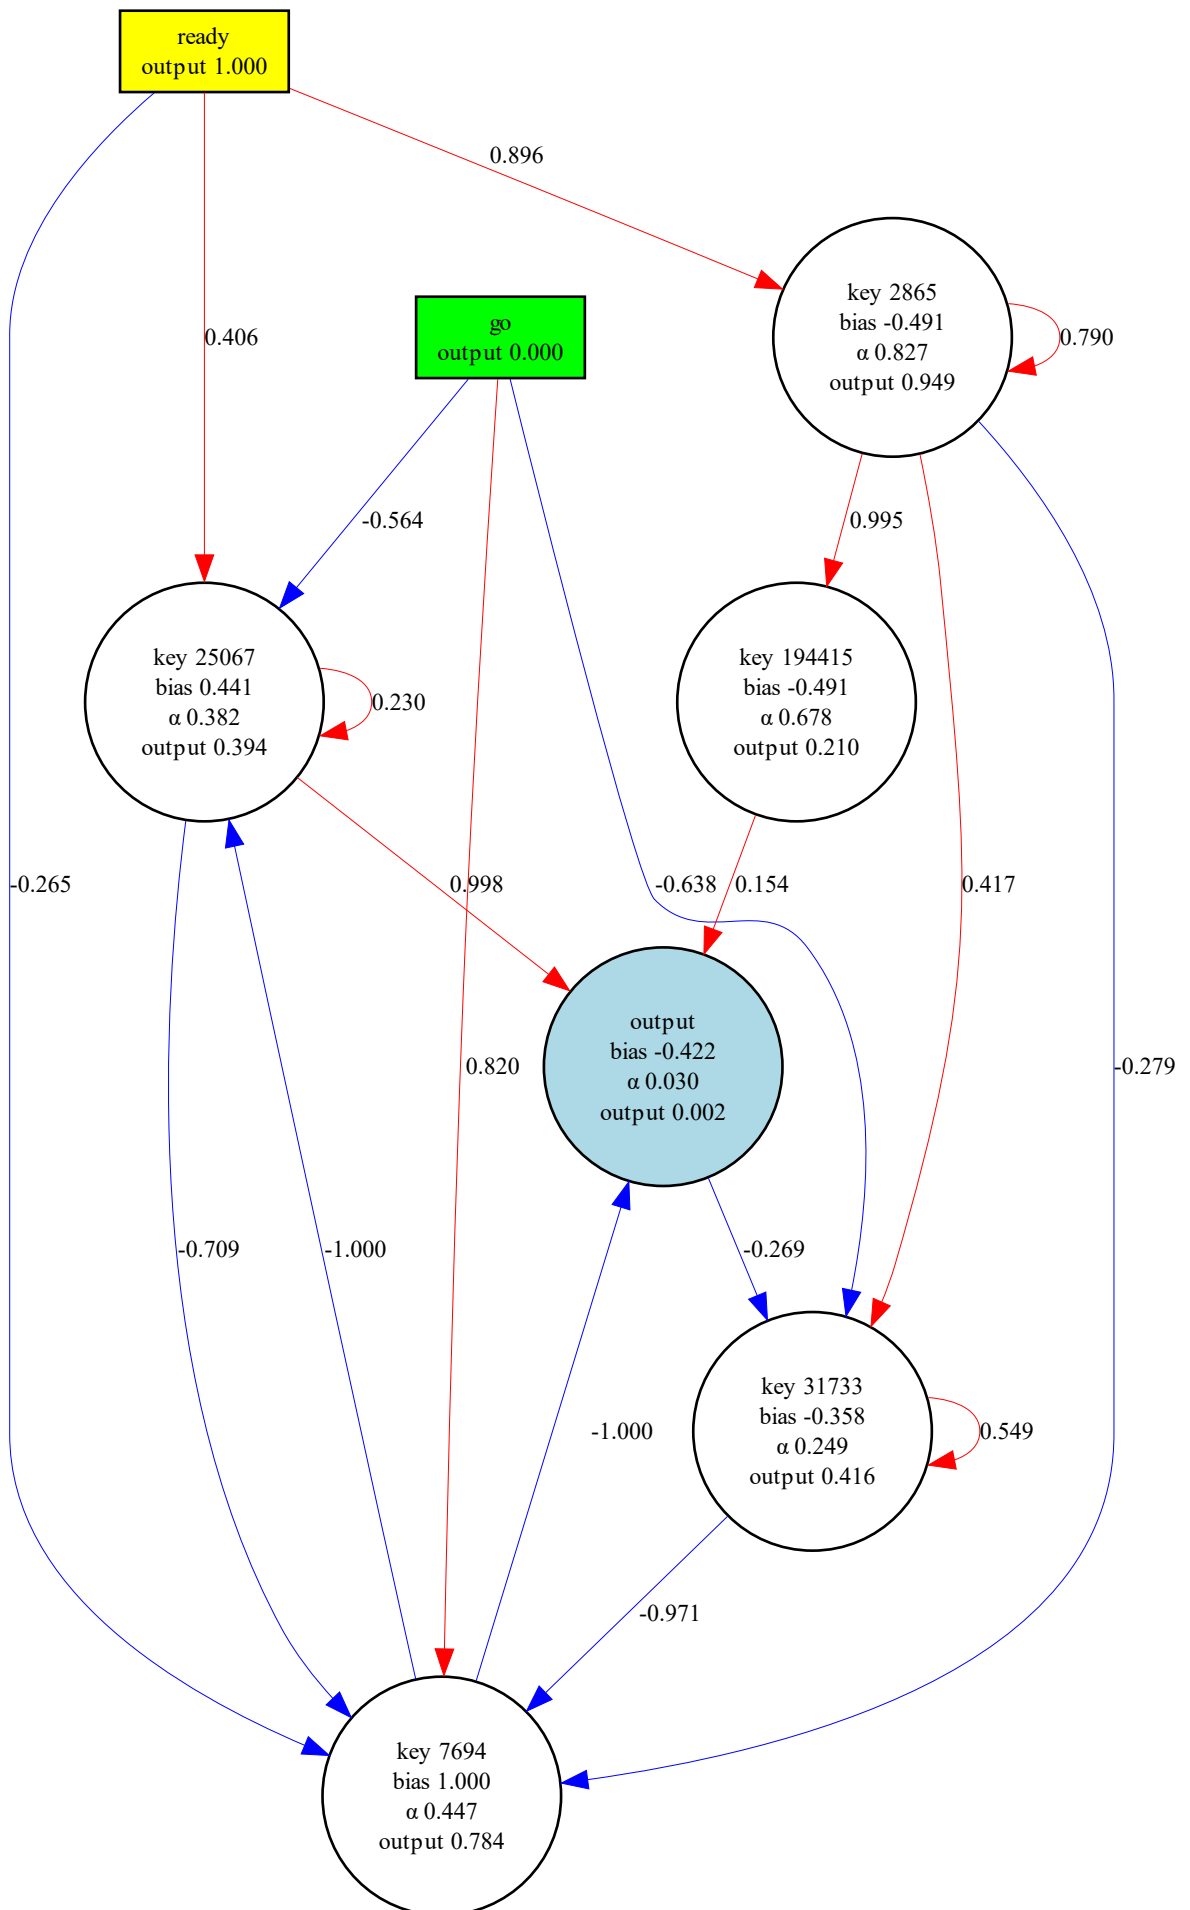 ready
output 1.000
0.896
key 2865
bias -0.491
α 0.827
output 0.949
0.790
go
output 0.000
0.406
-0.564
0.995
key 25067
bias 0.441
α 0.382
output 0.394
0.230
key 194415
bias -0.491
α 0.678
output 0.210
-0.265
0.998
-0.638
0.154
0.417
output
bias -0.422
α 0.030
output 0.002
0.820
-0.279
-0.709
-1.000
-0.269
key 31733
bias -0.358
α 0.249
output 0.416
-1.000
0.549
-0.971
key 7694
bias 1.000
α 0.447
output 0.784